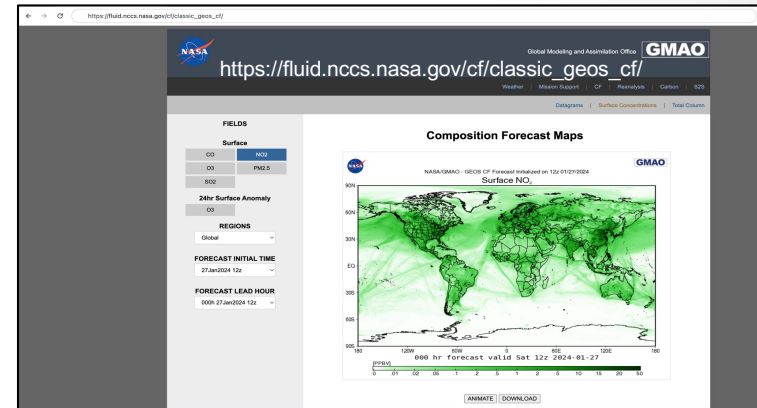 https://fluid.nccs.nasa.gov/cf/classic_geos_cf/
NASA
Global Modeling and Assimilation Office GMAO
https://fluid.nccs.nasa.gov/cf/classic_geos_cf/
Weather | Mission Support | CF | Reanalysis | Carbon | S2S
Datagrams | Surface Concentrations | Total Column
FIELDS
Surface
CO NO2
O3 PM2.5
SO2
24hr Surface Anomaly
O3
REGIONS
Global
FORECAST INITIAL TIME
27Jan2024 12z
FORECAST LEAD HOUR
000h 27Jan2024 12z
Composition Forecast Maps
NASA
GMAO
NASA/GMAO - GEOS CF Forecast Initialized on 12z 01/27/2024
Surface NO₂
90N
60N
30N
EQ
30S
60S
90S
180 120W 60W 0 60E 120E 180
000 hr forecast valid Sat 12z 2024-01-27
[PPBV]
0 .01 .02 .05 .1 .2 .5 1 2 5 10 15 20 50
ANIMATE DOWNLOAD